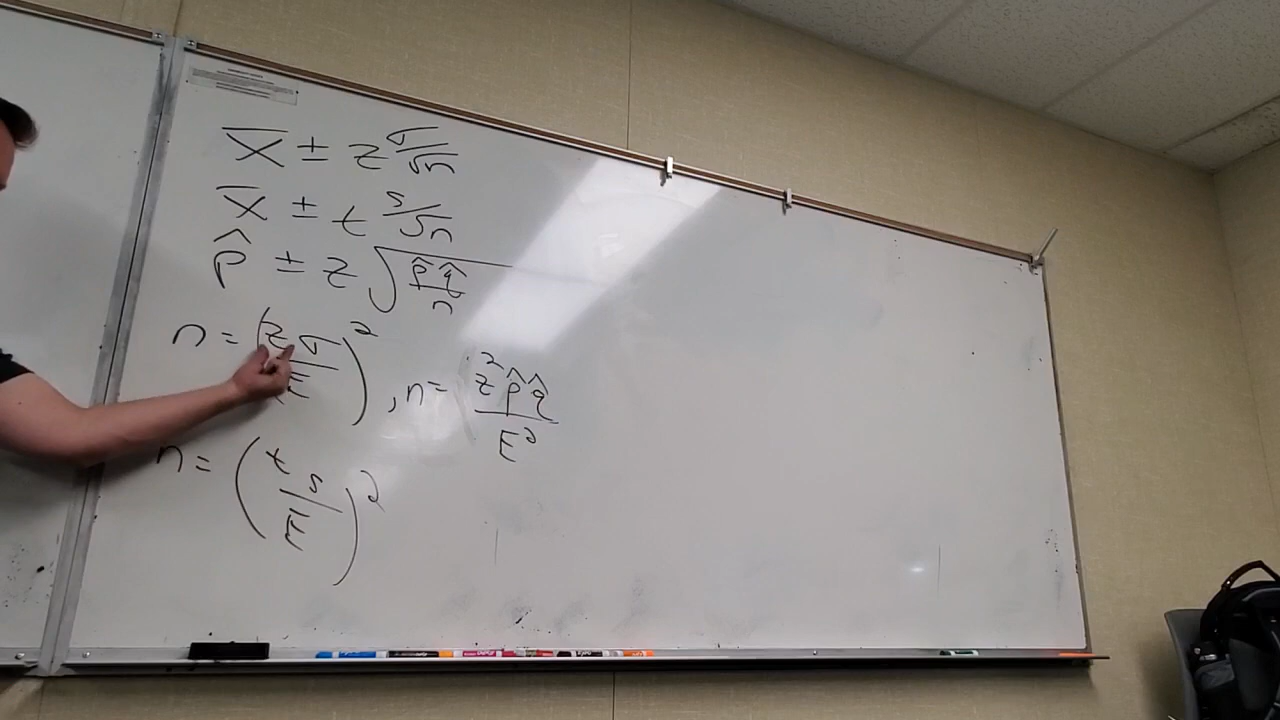 X̄ ± z σ/√n
X̄ ± t s/√n
p̂ ± z √(p̂q̂/n)
n = (zσ/E)², n = z²p̂q̂/E²
n = (ts/E)²